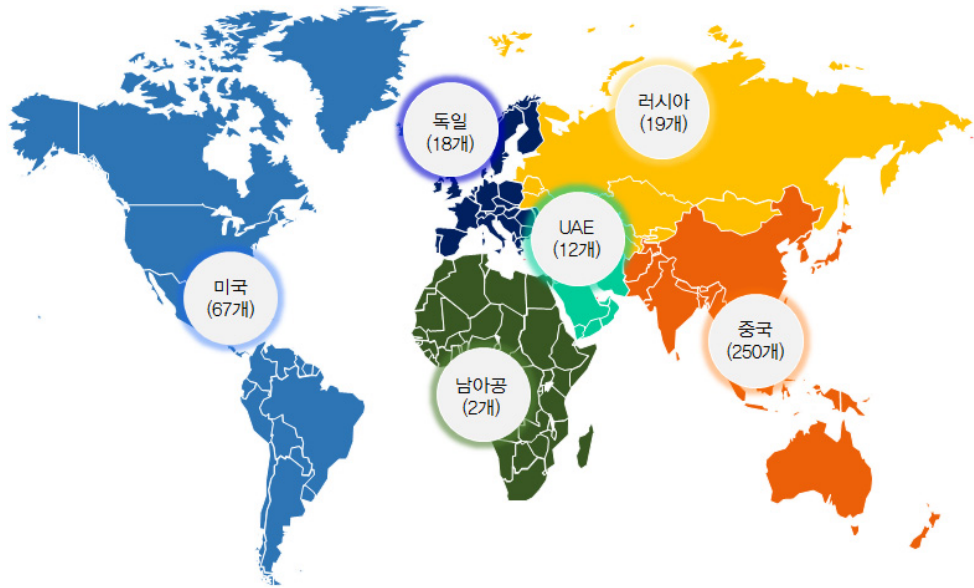 독일
(18개)
러시아
(19개)
UAE
(12개)
미국
(67개)
중국
(250개)
남아공
(2개)